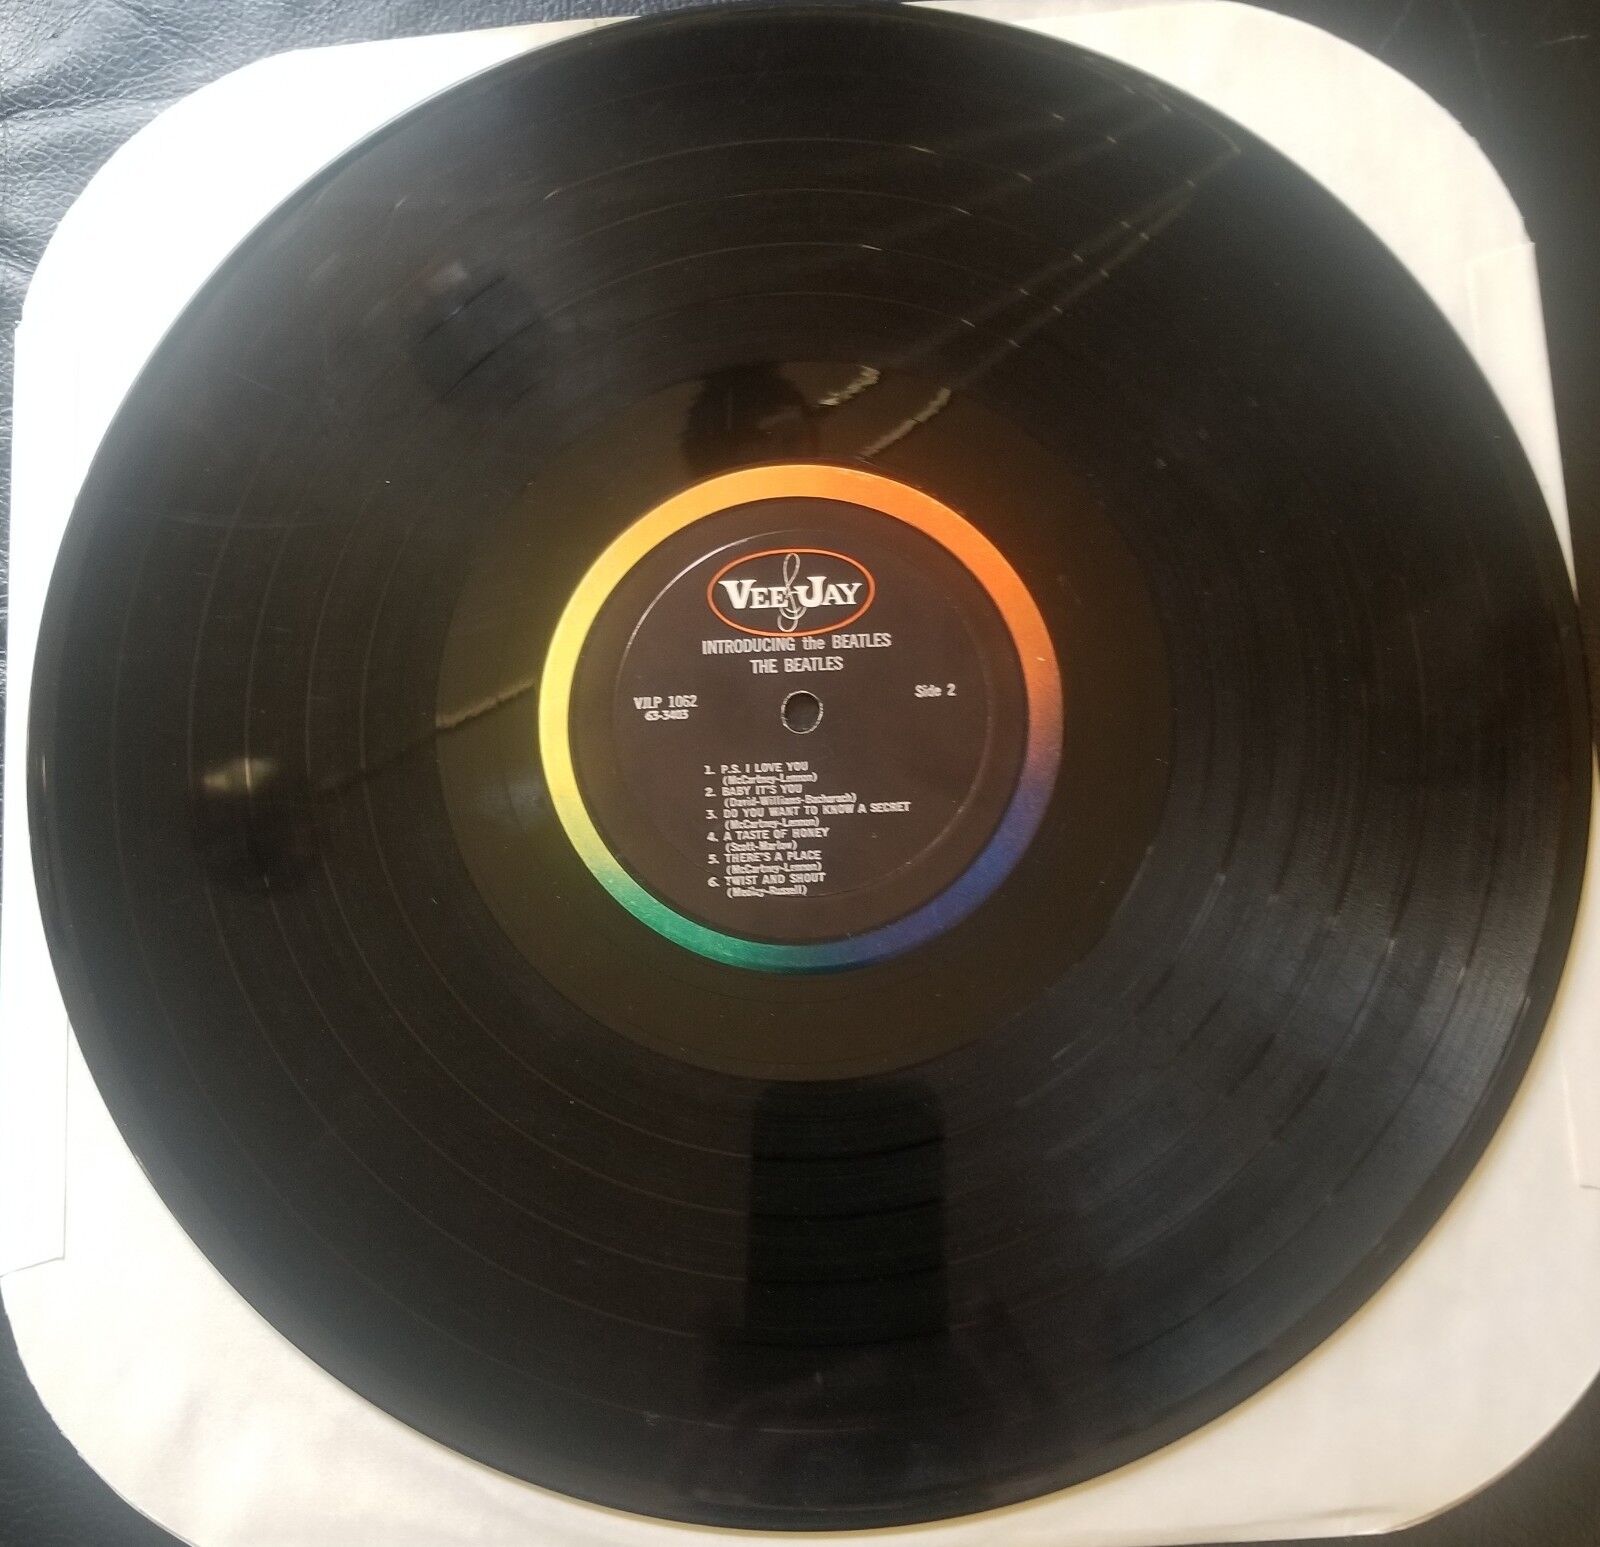 VEE JAY
INTRODUCING the BEATLES
THE BEATLES
VJLP 1062
63-3403
Side 2
1. P.S. I LOVE YOU
(McCartney-Lennon)
2. BABY IT'S YOU
(David-Williams-Bacharach)
3. DO YOU WANT TO KNOW A SECRET
(McCartney-Lennon)
4. A TASTE OF HONEY
(Scott-Marlow)
5. THERE'S A PLACE
(McCartney-Lennon)
6. TWIST AND SHOUT
(Medley-Russell)